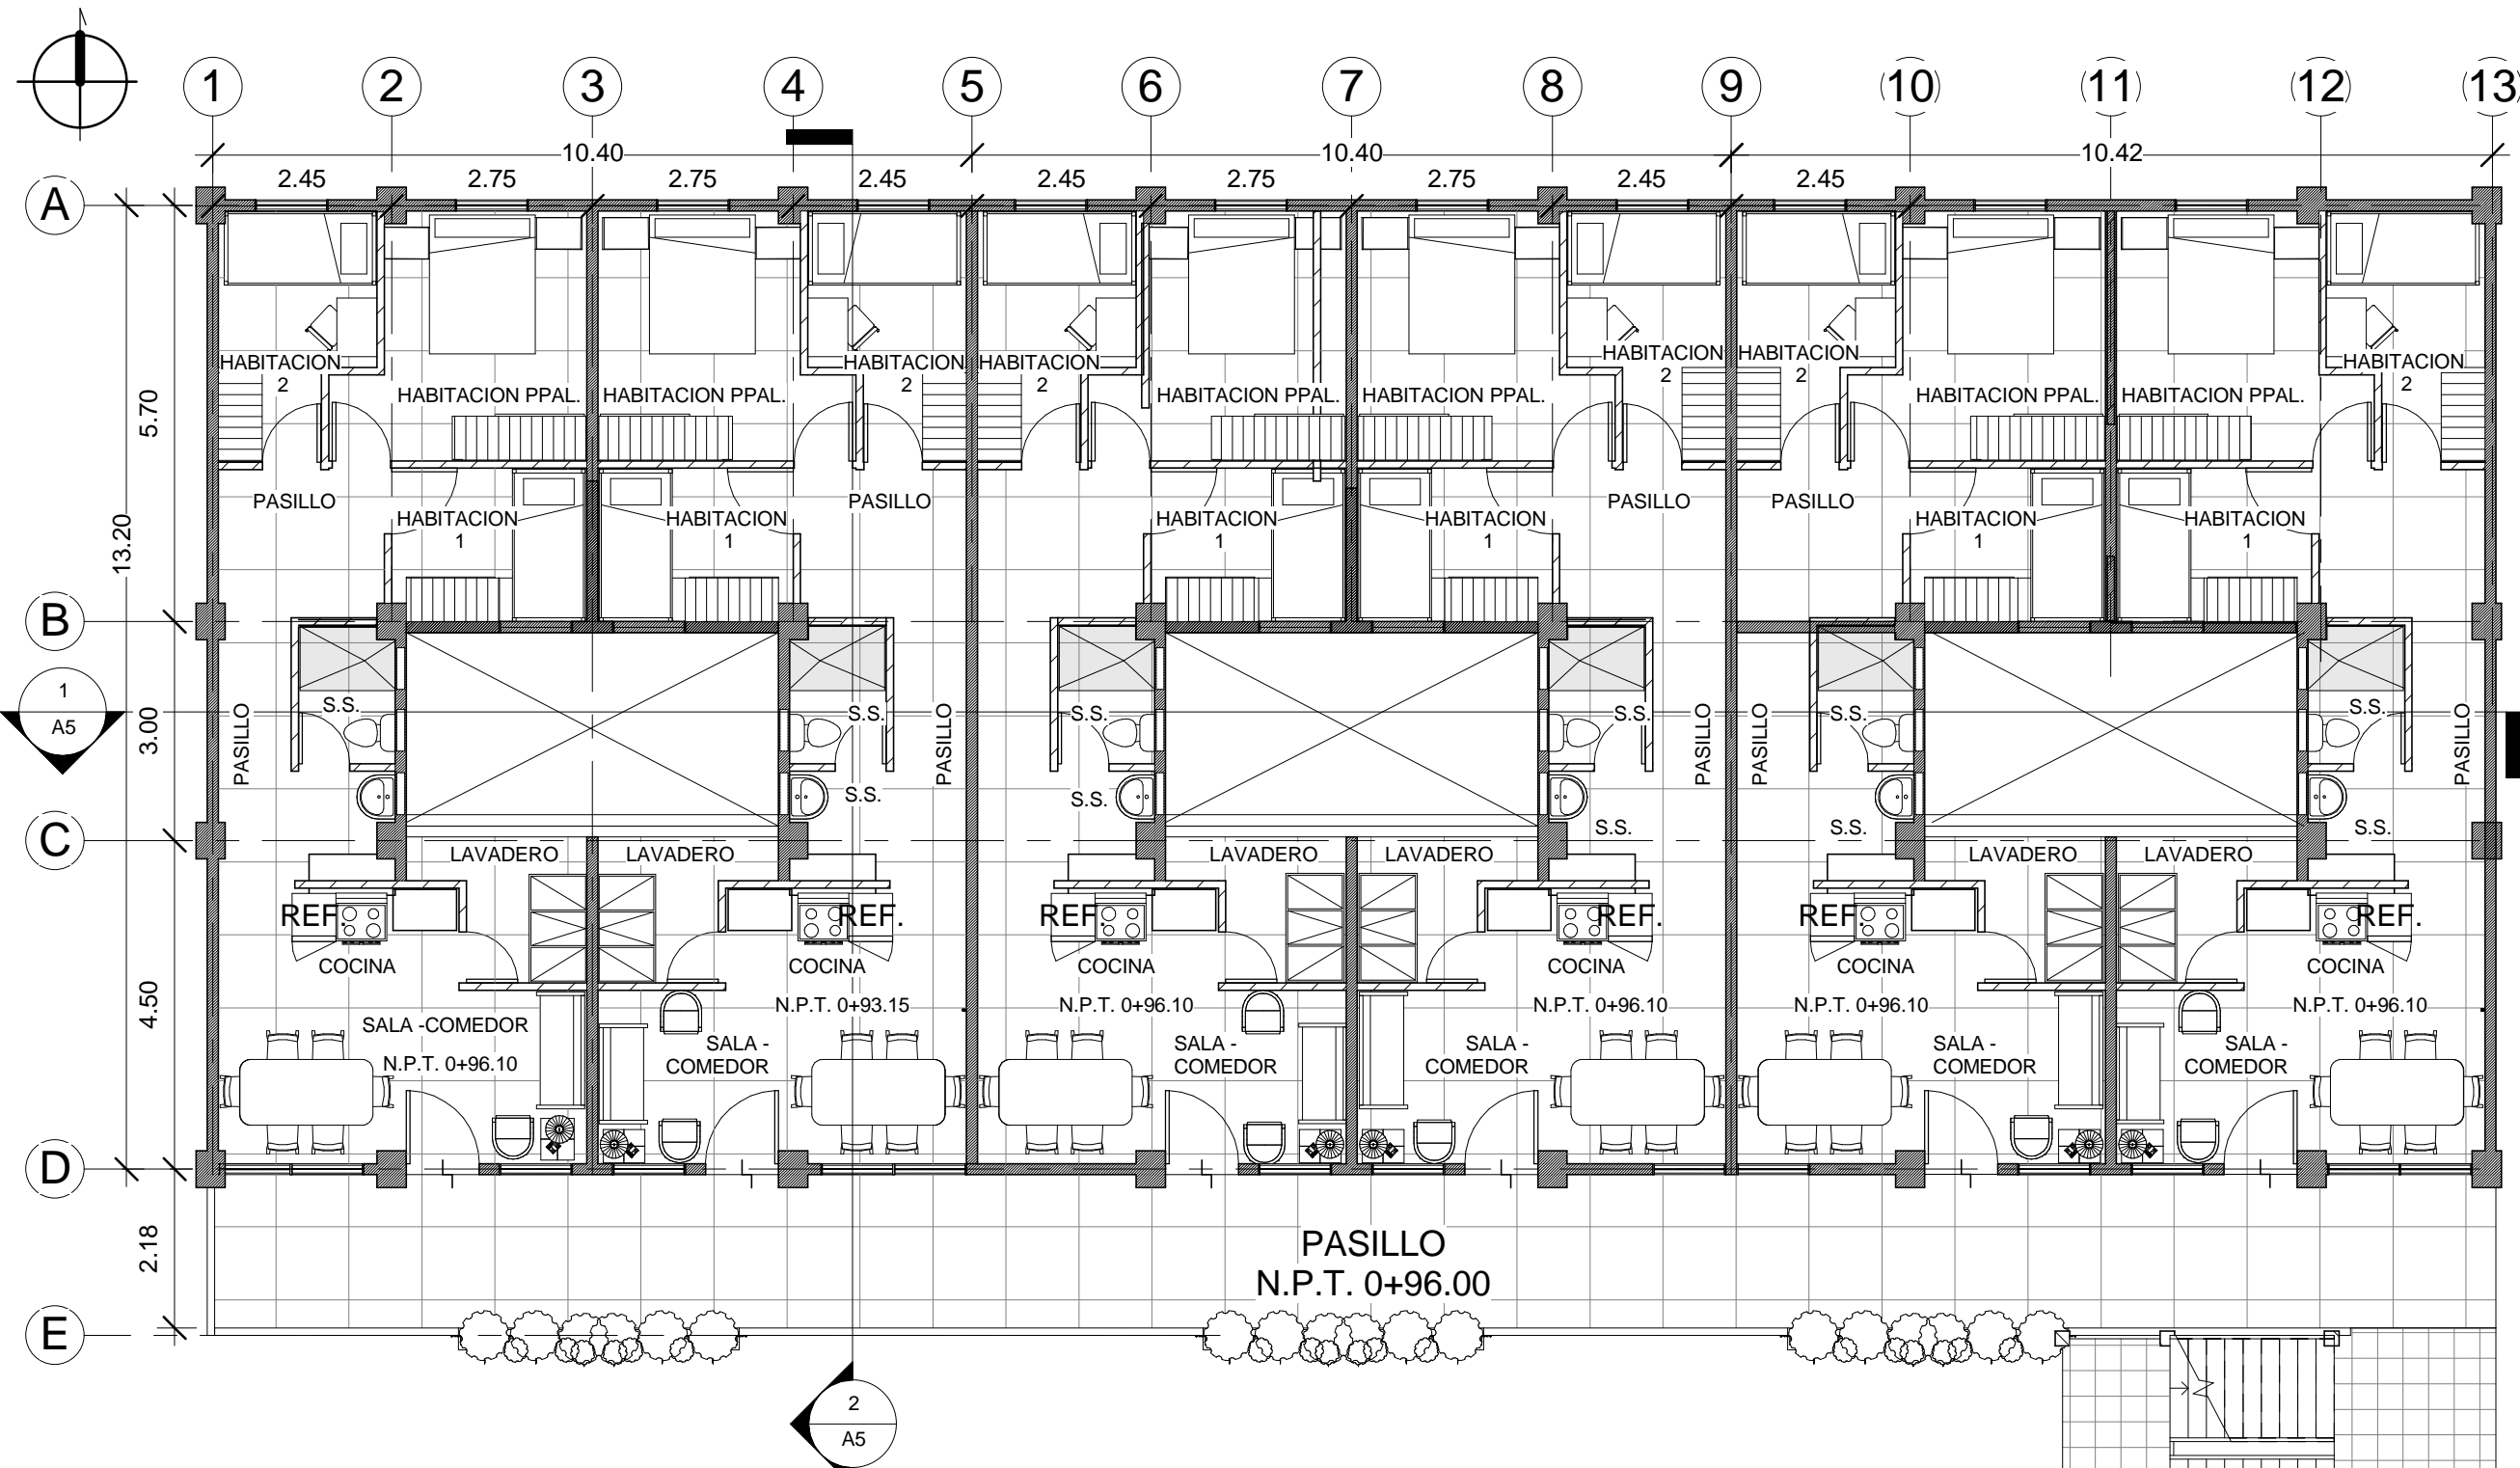 1 2 3 4 5 6 7 8 9 10 11 12 13
10.40 10.40 10.42
2.45 2.75 2.75 2.45 2.45 2.75 2.75 2.45 2.45
A
HABITACION
2
HABITACION
2
HABITACION
2
HABITACION
2
HABITACION
2
HABITACION
2
HABITACION PPAL. HABITACION PPAL. HABITACION PPAL. HABITACION PPAL. HABITACION PPAL. HABITACION PPAL.
5.70
13.20
PASILLO PASILLO PASILLO PASILLO
HABITACION
1
HABITACION
1
HABITACION
1
HABITACION
1
HABITACION
1
HABITACION
1
B
1
A5
3.00
PASILLO PASILLO PASILLO PASILLO PASILLO
S.S. S.S. S.S. S.S. S.S. S.S.
S.S. S.S. S.S. S.S. S.S.
C
LAVADERO LAVADERO LAVADERO LAVADERO LAVADERO LAVADERO
REF. REF. REF. REF. REF. REF.
COCINA COCINA COCINA COCINA COCINA COCINA
4.50
N.P.T. 0+93.15 N.P.T. 0+96.10 N.P.T. 0+96.10 N.P.T. 0+96.10 N.P.T. 0+96.10
SALA -COMEDOR
N.P.T. 0+96.10
SALA -
COMEDOR
SALA -
COMEDOR
SALA -
COMEDOR
SALA -
COMEDOR
SALA -
COMEDOR
D
2.18
PASILLO
N.P.T. 0+96.00
E
2
A5